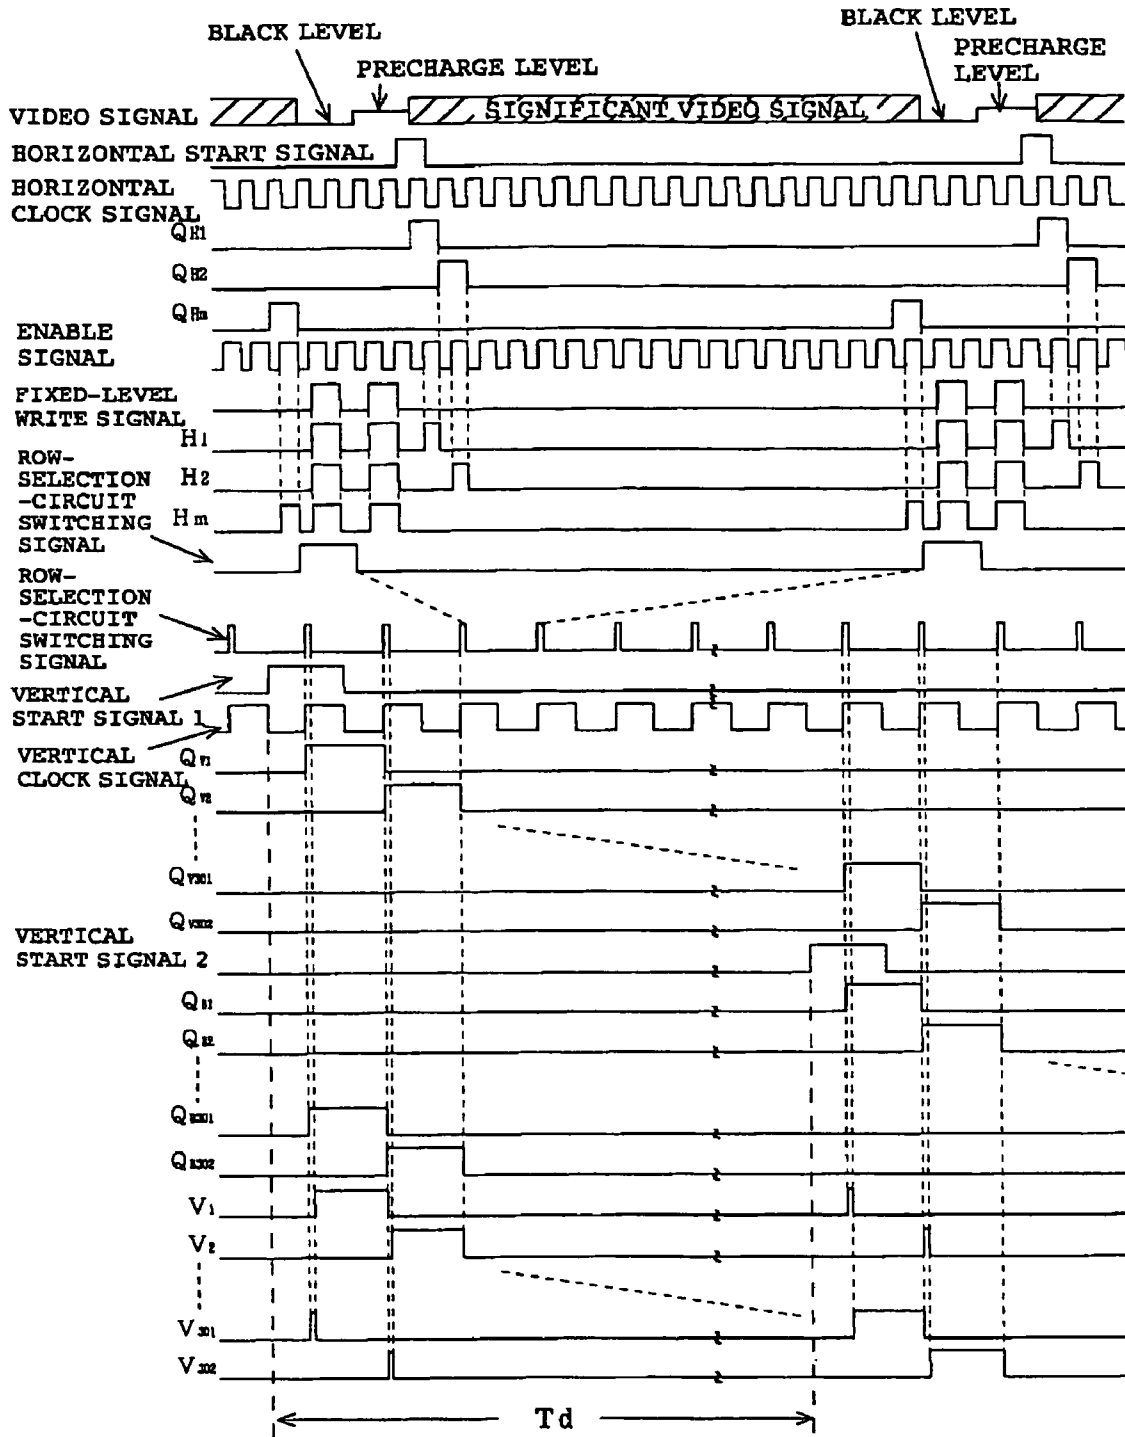 BLACK LEVEL
BLACK LEVEL
PRECHARGE LEVEL
PRECHARGE
LEVEL
VIDEO SIGNAL
SIGNIFICANT VIDEO SIGNAL
HORIZONTAL START SIGNAL
HORIZONTAL
CLOCK SIGNAL
QH1
QH2
QHm
ENABLE
SIGNAL
FIXED-LEVEL
WRITE SIGNAL
H1
H2
Hm
ROW-
SELECTION
-CIRCUIT
SWITCHING
SIGNAL
ROW-
SELECTION
-CIRCUIT
SWITCHING
SIGNAL
VERTICAL
START SIGNAL 1
VERTICAL
CLOCK SIGNAL
QV1
QV2
QV301
QV302
VERTICAL
START SIGNAL 2
QB1
QB2
QB301
QB302
V1
V2
V301
V302
Td